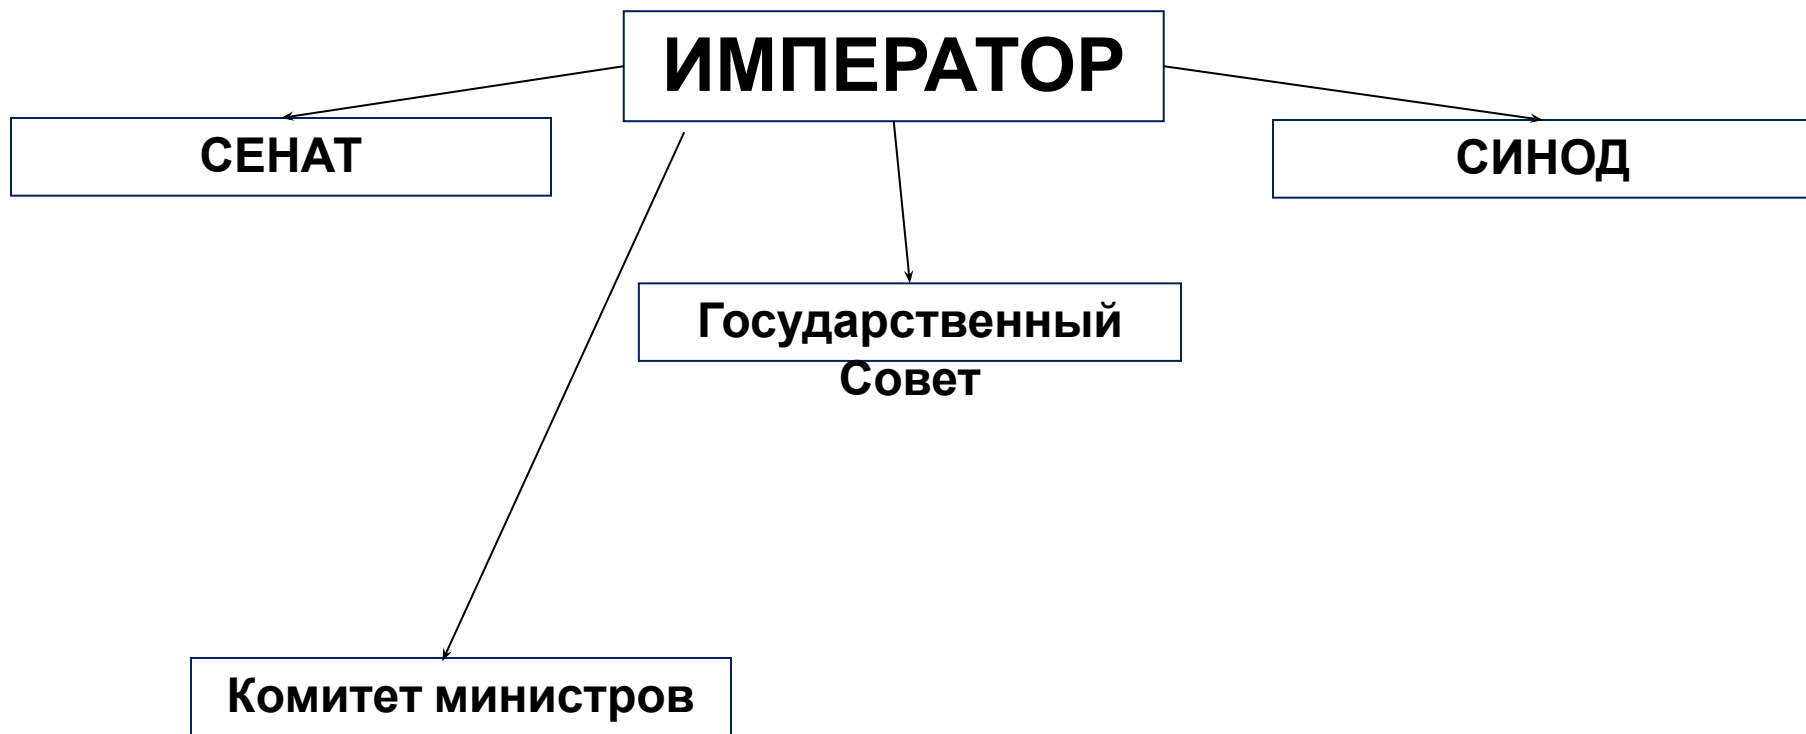 ИМПЕРАТОР
СЕНАТ
СИНОД
Государственный
Совет
Комитет министров